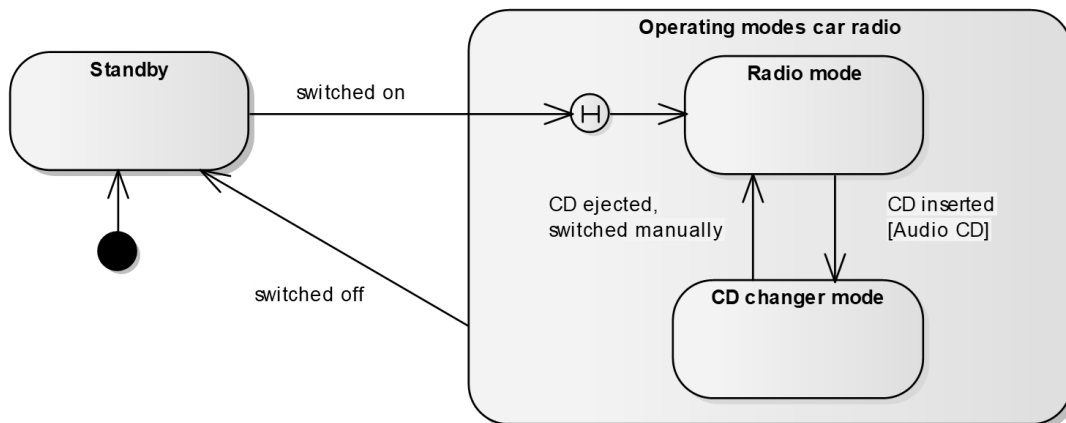 Operating modes car radio
Standby
Radio mode
switched on
H
CD ejected,
switched manually
CD inserted
[Audio CD]
switched off
CD changer mode